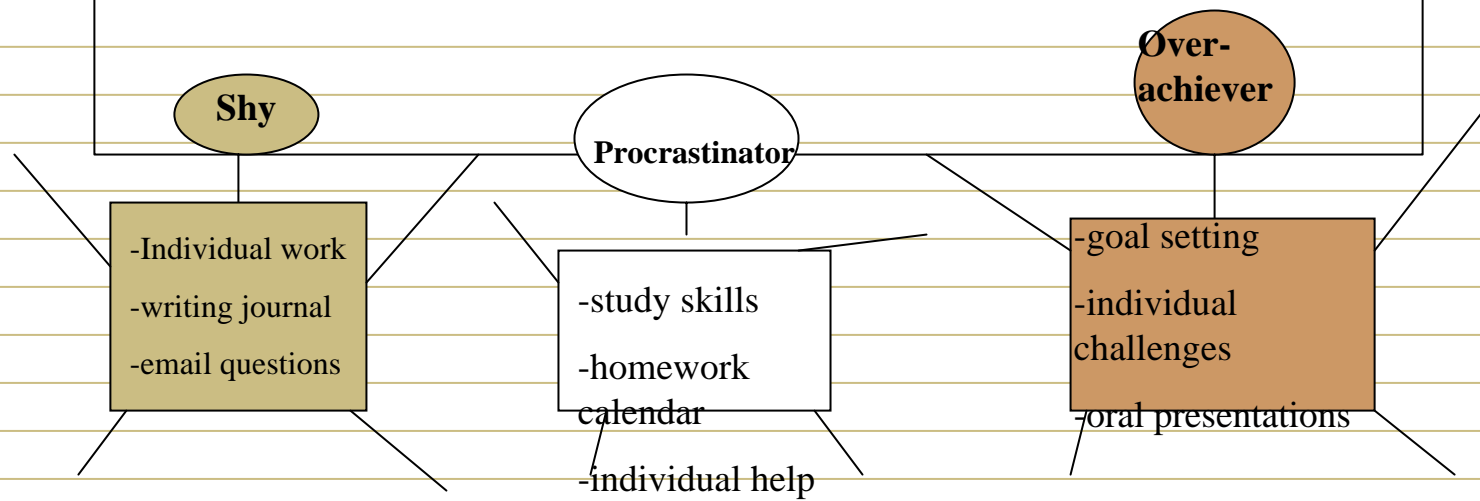 Shy
-Individual work
-writing journal
-email questions
Procrastinator
-study skills
-homework
calendar
-individual help
Over-
achiever
-goal setting
-individual
challenges
-oral presentations